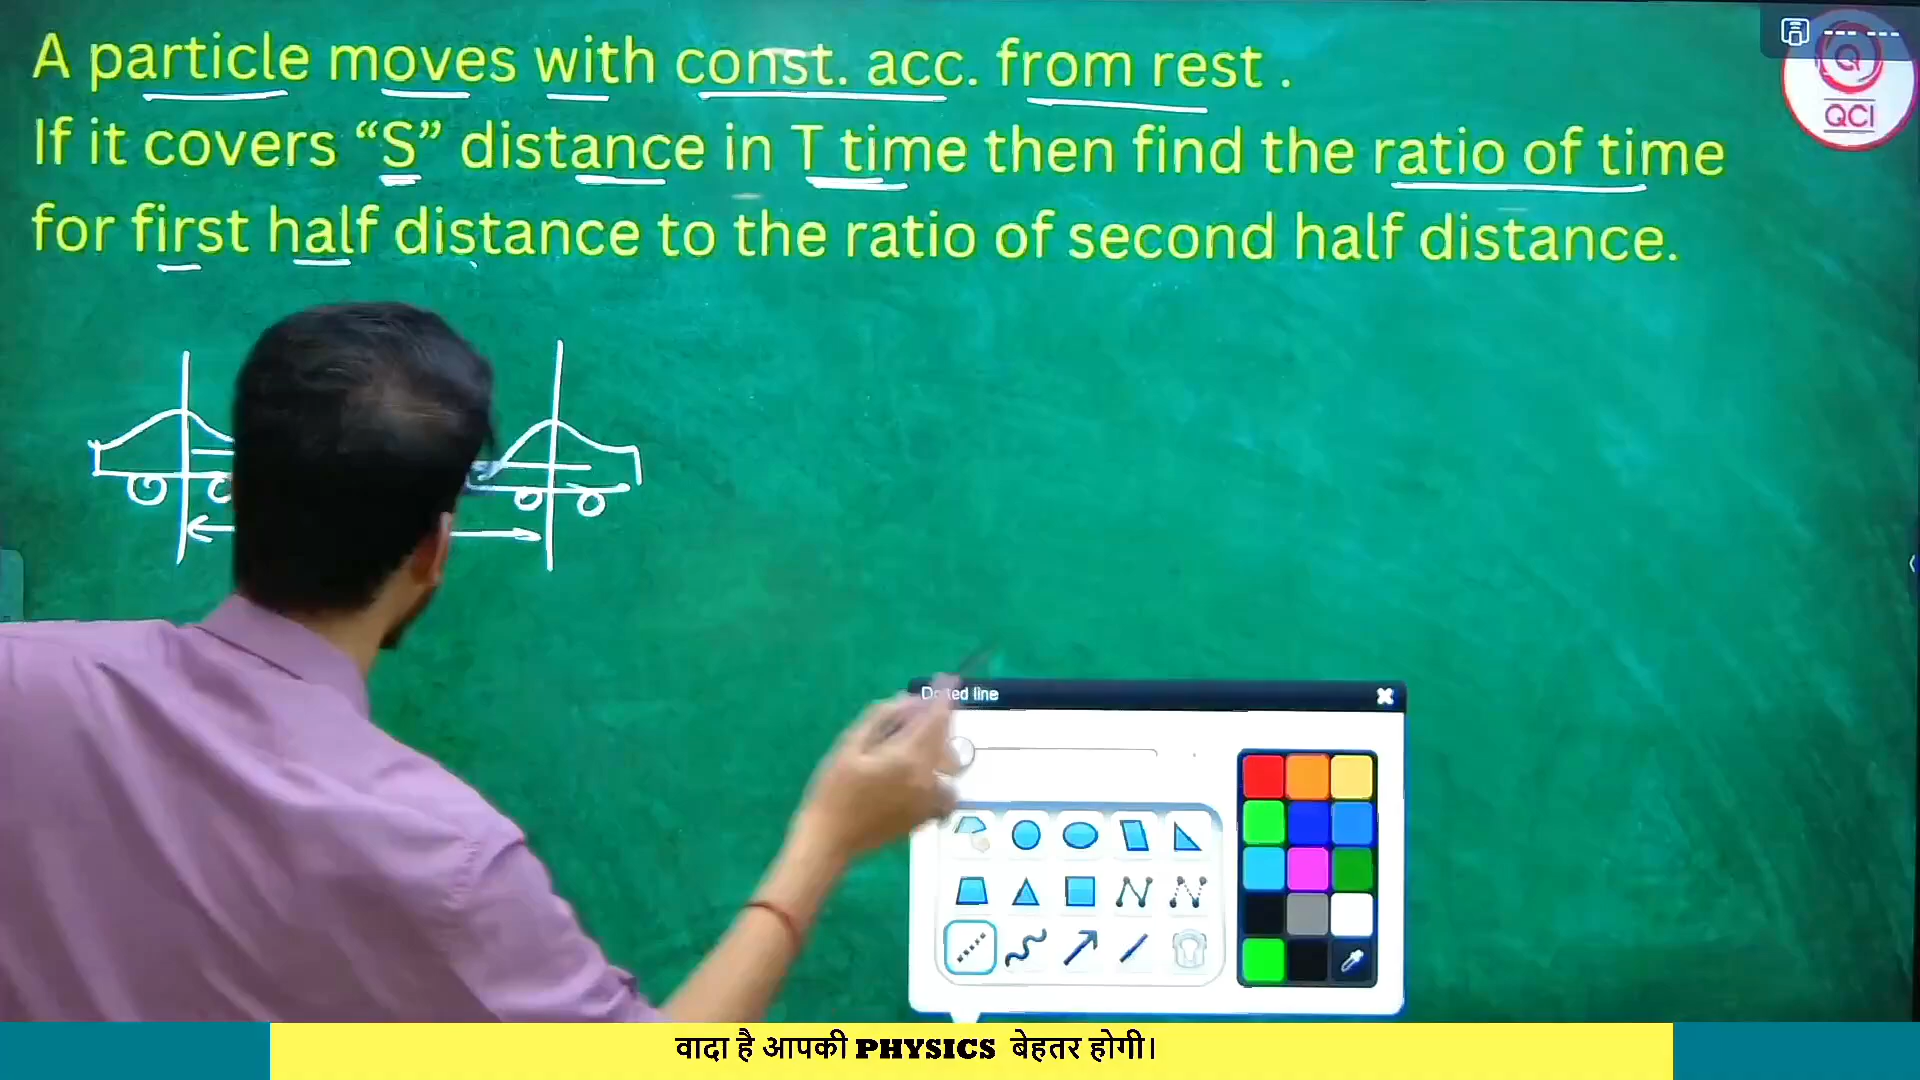 A particle moves with const. acc. from rest .
If it covers “S” distance in T time then find the ratio of time
for first half distance to the ratio of second half distance.
QCI
line
वादा है आपकी PHYSICS बेहतर होगी।